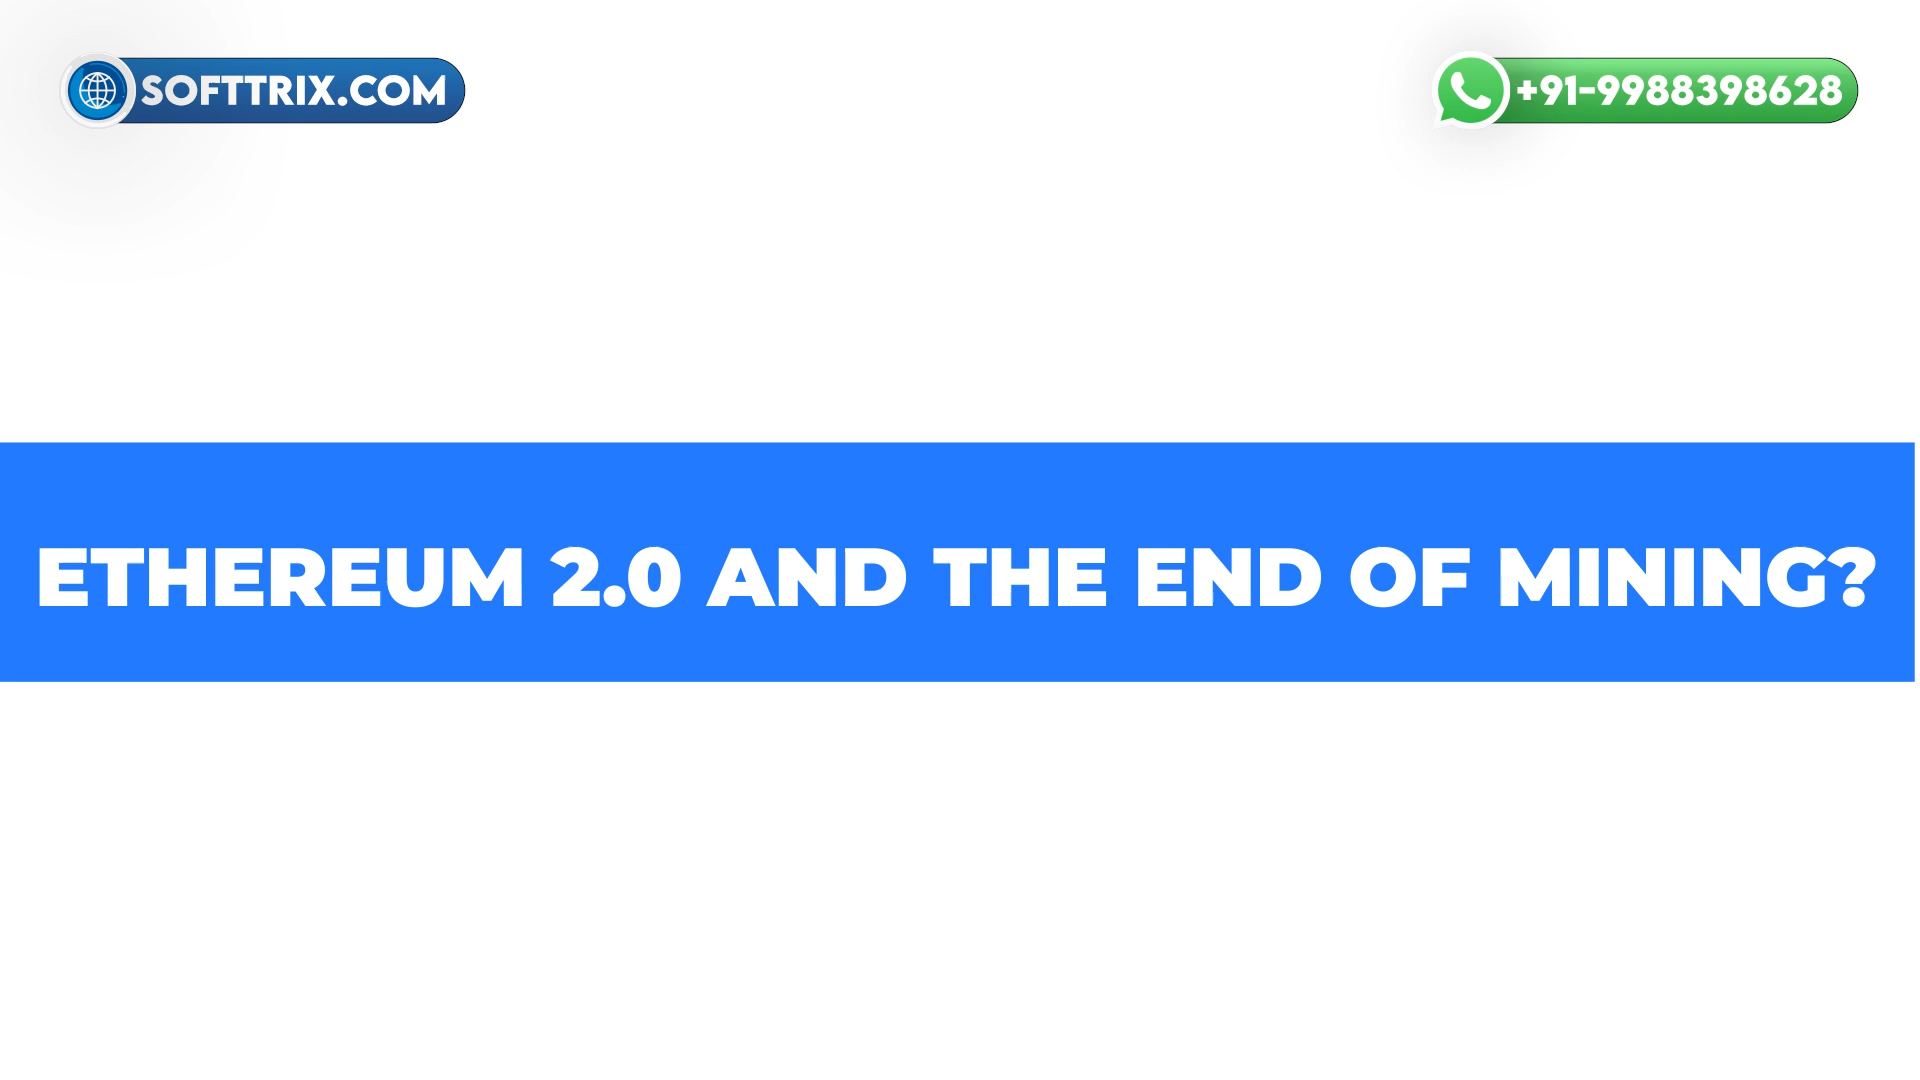 SOFTTRIX.COM
+91-9988398628
ETHEREUM 2.0 AND THE END OF MINING?